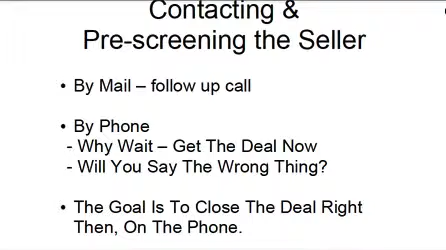 Contacting &
Pre-screening the Seller
• By Mail – follow up call
• By Phone
- Why Wait – Get The Deal Now
- Will You Say The Wrong Thing?
• The Goal Is To Close The Deal Right
Then, On The Phone.